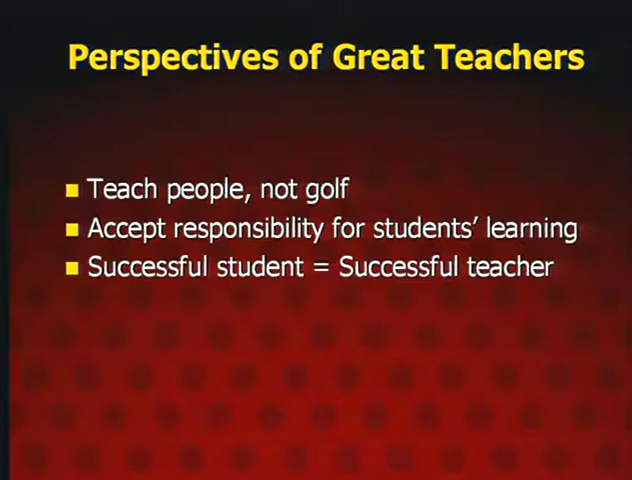 Perspectives of Great Teachers
Teach people, not golf
Accept responsibility for students' learning
Successful student = Successful teacher